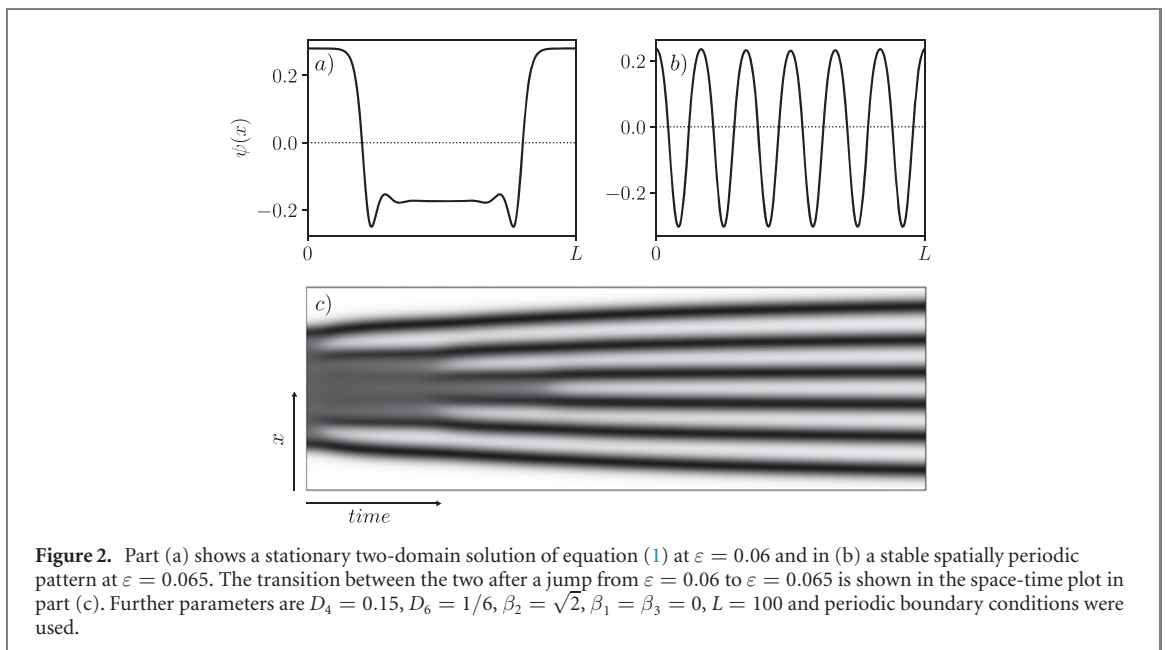 a)
b)
0.2
0.0
−0.2
ψ(x)
0
L
0.2
0.0
−0.2
0
L
c)
x
time
Figure 2. Part (a) shows a stationary two-domain solution of equation (1) at ε = 0.06 and in (b) a stable spatially periodic
pattern at ε = 0.065. The transition between the two after a jump from ε = 0.06 to ε = 0.065 is shown in the space-time plot in
part (c). Further parameters are D₄ = 0.15, D₆ = 1/6, β₂ = √2, β₁ = β₃ = 0, L = 100 and periodic boundary conditions were
used.